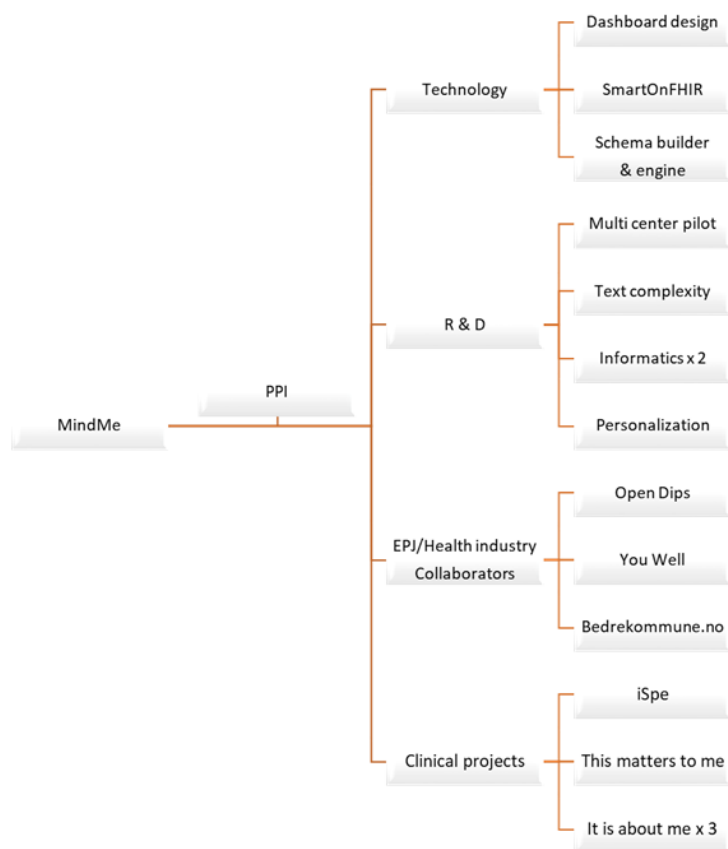 MindMe
PPI
Technology
Dashboard design
SmartOnFHIR
Schema builder
& engine
R & D
Multi center pilot
Text complexity
Informatics x 2
Personalization
EPJ/Health industry
Collaborators
Open Dips
You Well
Bedrekommune.no
Clinical projects
iSpe
This matters to me
It is about me x 3